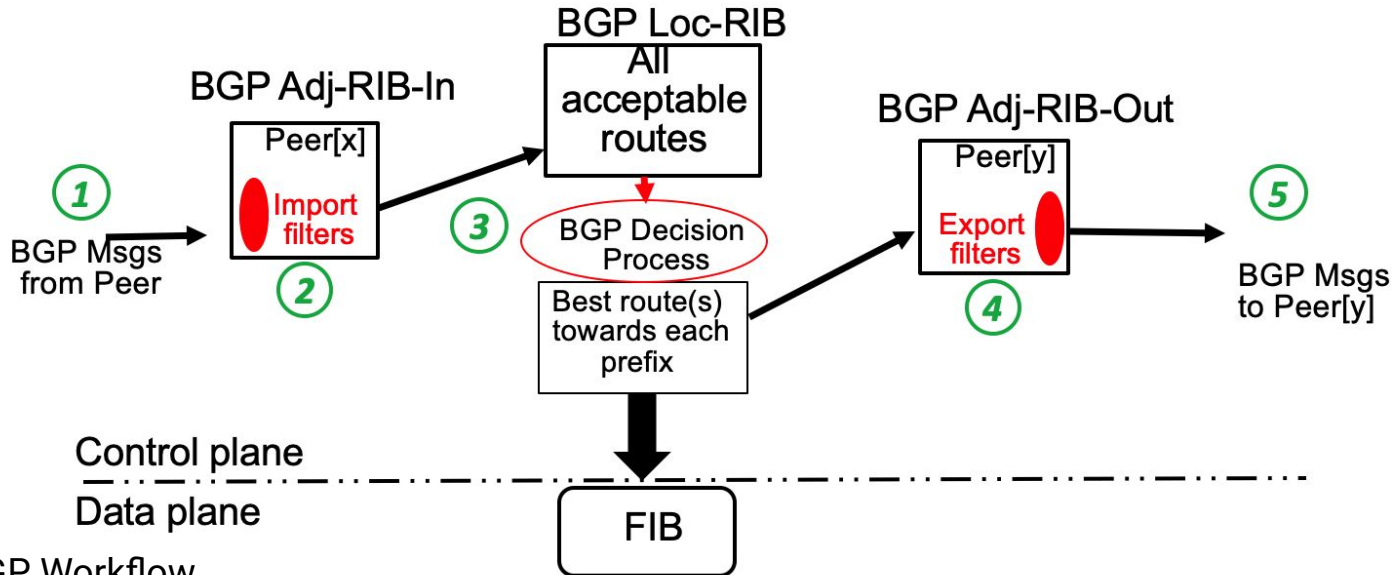 BGP Loc-RIB
All
acceptable
routes
BGP Adj-RIB-In
Peer[x]
Import
filters
BGP Adj-RIB-Out
Peer[y]
Export
filters
1
BGP Msgs
from Peer
2
3
BGP Decision
Process
Best route(s)
towards each
prefix
4
5
BGP Msgs
to Peer[y]
Control plane
Data plane
FIB
GP Workflow